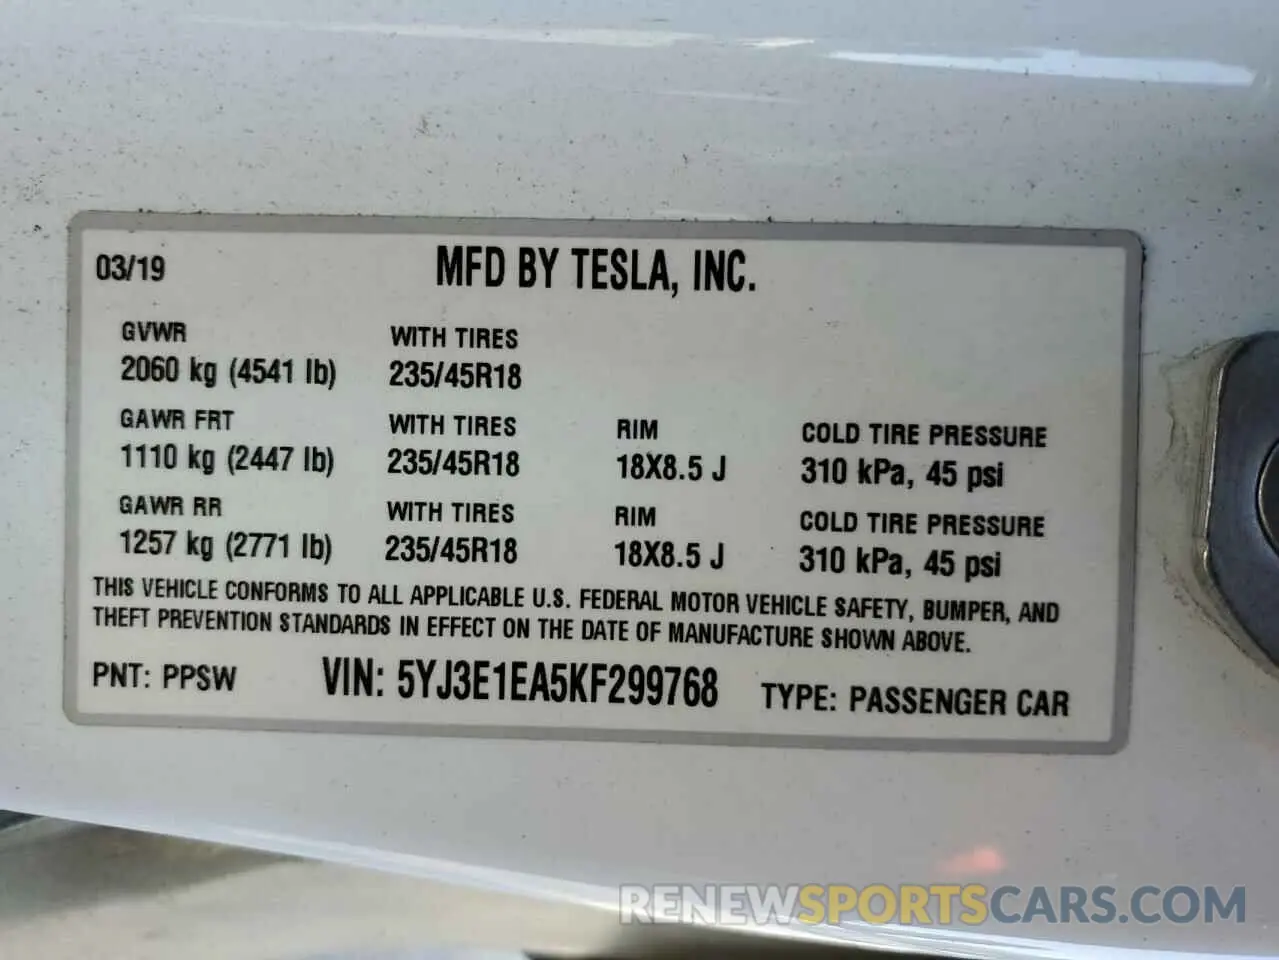 03/19 MFD BY TESLA, INC.
GVWR WITH TIRES
2060 kg (4541 lb) 235/45R18
GAWR FRT WITH TIRES RIM COLD TIRE PRESSURE
1110 kg (2447 lb) 235/45R18 18X8.5 J 310 kPa, 45 psi
GAWR RR WITH TIRES RIM COLD TIRE PRESSURE
1257 kg (2771 lb) 235/45R18 18X8.5 J 310 kPa, 45 psi
THIS VEHICLE CONFORMS TO ALL APPLICABLE U.S. FEDERAL MOTOR VEHICLE SAFETY, BUMPER, AND
THEFT PREVENTION STANDARDS IN EFFECT ON THE DATE OF MANUFACTURE SHOWN ABOVE.
PNT: PPSW VIN: 5YJ3E1EA5KF299768 TYPE: PASSENGER CAR
RENEWSPORTSCARS.COM